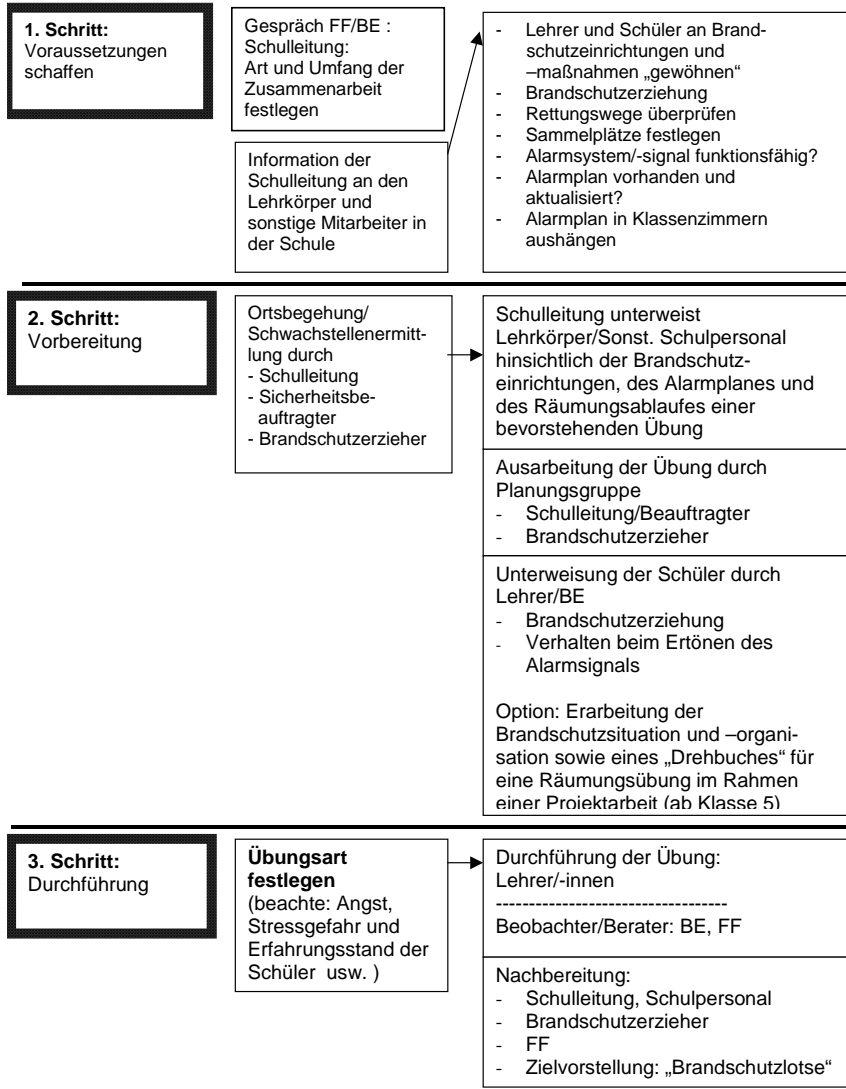 1. Schritt:
Voraussetzungen
schaffen
Gespräch FF/BE :
Schulleitung:
Art und Umfang der
Zusammenarbeit
festlegen
Information der
Schulleitung an den
Lehrkörper und
sonstige Mitarbeiter in
der Schule
- Lehrer und Schüler an Brand-
schutzeinrichtungen und
–maßnahmen „gewöhnen“
- Brandschutzerziehung
- Rettungswege überprüfen
- Sammelplätze festlegen
- Alarmsystem/-signal funktionsfähig?
- Alarmplan vorhanden und
aktualisiert?
- Alarmplan in Klassenzimmern
aushängen
2. Schritt:
Vorbereitung
Ortsbegehung/
Schwachstellenermitt-
lung durch
- Schulleitung
- Sicherheitsbe-
auftragter
- Brandschutzerzieher
Schulleitung unterweist
Lehrkörper/Sonst. Schulpersonal
hinsichtlich der Brandschutz-
einrichtungen, des Alarmplanes und
des Räumungsablaufes einer
bevorstehenden Übung
Ausarbeitung der Übung durch
Planungsgruppe
- Schulleitung/Beauftragter
- Brandschutzerzieher
Unterweisung der Schüler durch
Lehrer/BE
- Brandschutzerziehung
- Verhalten beim Ertönen des
Alarmsignals
Option: Erarbeitung der
Brandschutzsituation und –organi-
sation sowie eines „Drehbuches“ für
eine Räumungsübung im Rahmen
einer Projektarbeit (ab Klasse 5)
3. Schritt:
Durchführung
Übungsart
festlegen
(beachte: Angst,
Stressgefahr und
Erfahrungsstand der
Schüler usw. )
Durchführung der Übung:
Lehrer/-innen
-----------------------------------
Beobachter/Berater: BE, FF
Nachbereitung:
- Schulleitung, Schulpersonal
- Brandschutzerzieher
- FF
- Zielvorstellung: „Brandschutzlotse“